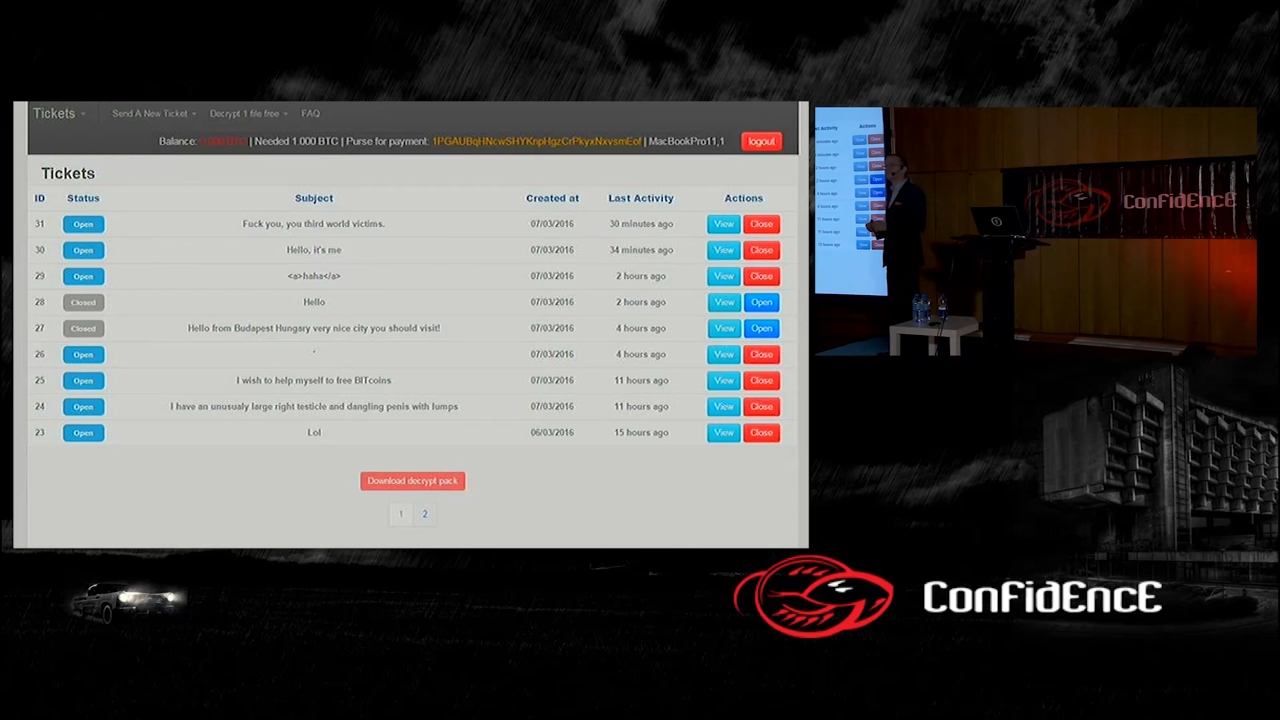 Tickets
Send A New Ticket
Decrypt 1 file free
FAQ
Balance: 0.000 BTC | Needed 1.000 BTC | Purse for payment: 1PGAUBqHNcwSHYKnpHgzCrPkyxNxvsmEof | MacBookPro11,1
logout
Tickets
ID Status Subject Created at Last Activity Actions
31 Open Fuck you, you third world victims. 07/03/2016 30 minutes ago View Close
30 Open Hello, it's me 07/03/2016 34 minutes ago View Close
29 Open <a>haha</a> 07/03/2016 2 hours ago View Close
28 Closed Hello 07/03/2016 2 hours ago View Open
27 Closed Hello from Budapest Hungary very nice city you should visit! 07/03/2016 4 hours ago View Open
26 Open ' 07/03/2016 4 hours ago View Close
25 Open I wish to help myself to free BITcoins 07/03/2016 11 hours ago View Close
24 Open I have an unusualy large right testicle and dangling penis with lumps 07/03/2016 11 hours ago View Close
23 Open Lol 06/03/2016 15 hours ago View Close
Download decrypt pack
1 2
Activity Actions
ConfidEncE
ConfidEncE